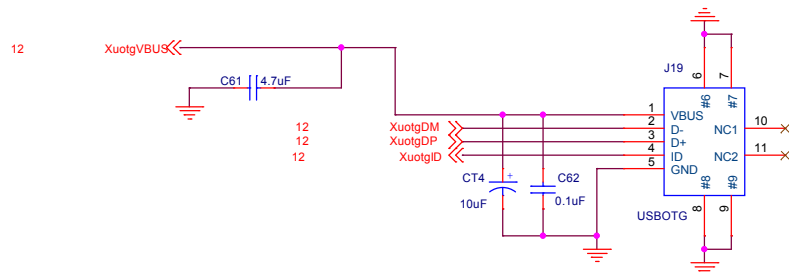 12 XuotgVBUS
C61 4.7uF
J19
6 7
#6 #7
1 VBUS
12 XuotgDM 2 D- NC1 10
12 XuotgDP 3 D+
12 XuotgID 4 ID NC2 11
5 GND
CT4 + C62
10uF 0.1uF
#8 #9
8 9
USBOTG